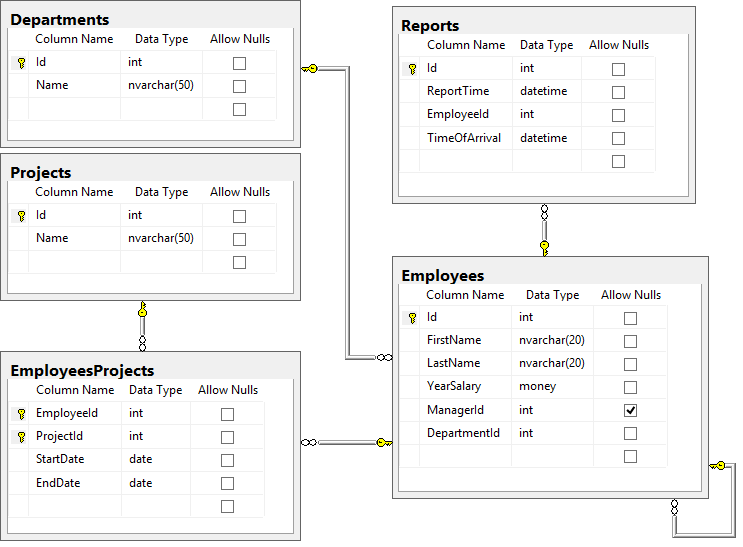 Departments
Column Name Data Type Allow Nulls
Id int
Name nvarchar(50)
Projects
Column Name Data Type Allow Nulls
Id int
Name nvarchar(50)
EmployeesProjects
Column Name Data Type Allow Nulls
EmployeeId int
ProjectId int
StartDate date
EndDate date
Reports
Column Name Data Type Allow Nulls
Id int
ReportTime datetime
EmployeeId int
TimeOfArrival datetime
Employees
Column Name Data Type Allow Nulls
Id int
FirstName nvarchar(20)
LastName nvarchar(20)
YearSalary money
ManagerId int
DepartmentId int